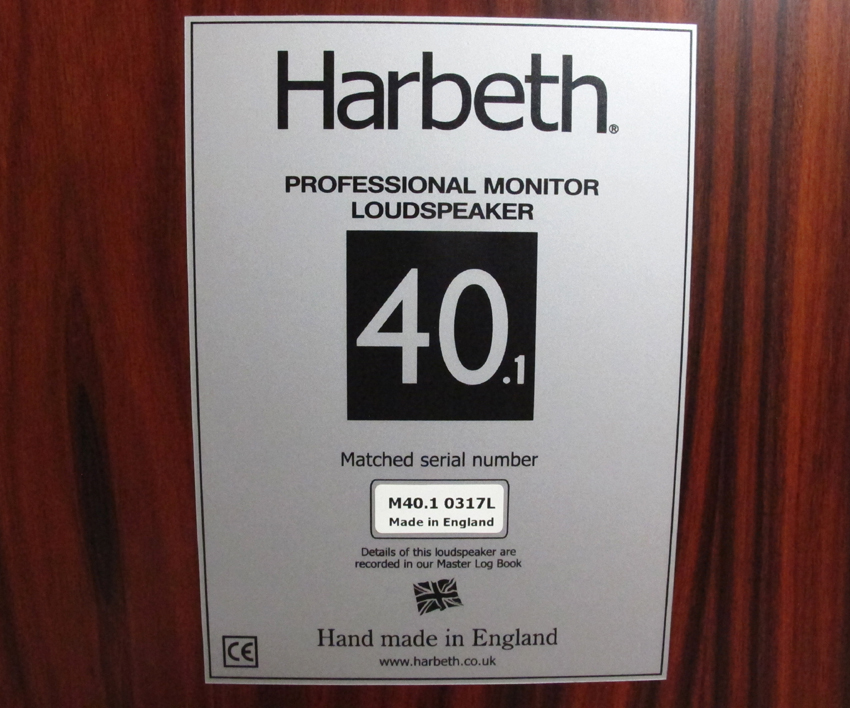 Harbeth®
PROFESSIONAL MONITOR
LOUDSPEAKER
40.1
Matched serial number
M40.1 0317L
Made in England
Details of this loudspeaker are
recorded in our Master Log Book
Hand made in England
CE
www.harbeth.co.uk